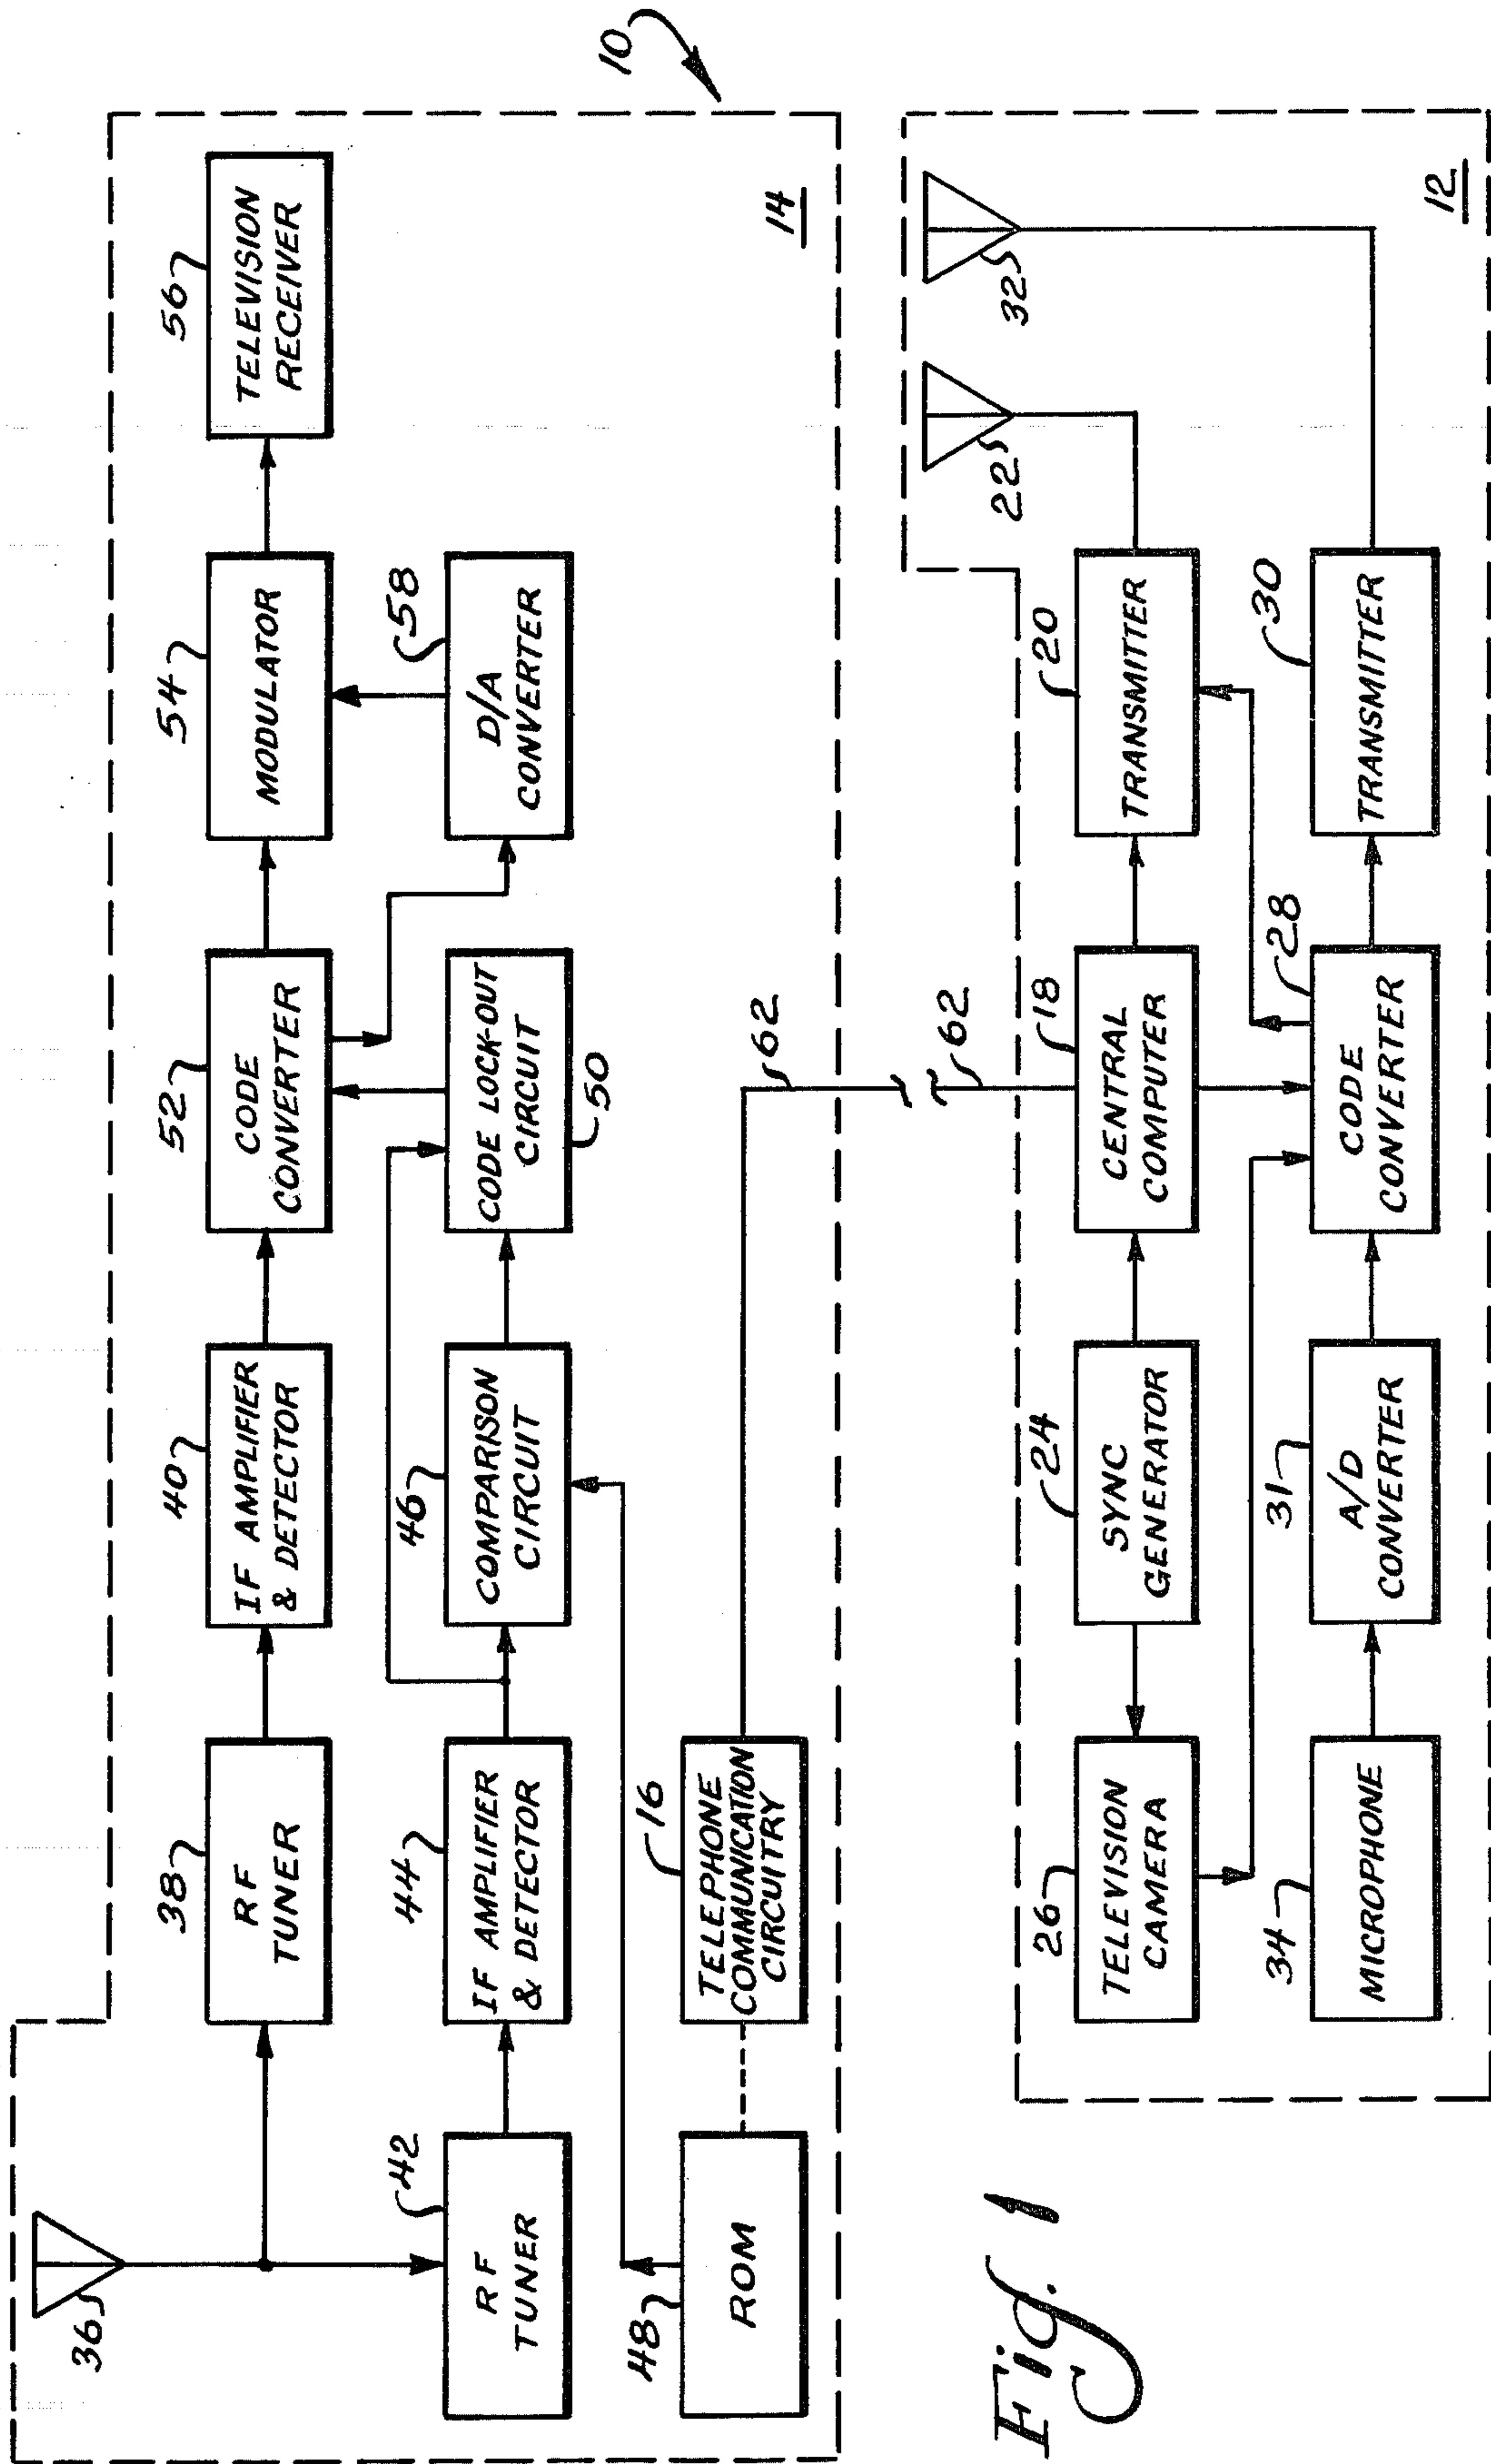 10
36
38
RF
TUNER
40
IF AMPLIFIER
& DETECTOR
52
CODE
CONVERTER
54
MODULATOR
56
TELEVISION
RECEIVER
42
RF
TUNER
44
IF AMPLIFIER
& DETECTOR
46
COMPARISON
CIRCUIT
CODE LOCK-OUT
CIRCUIT
50
58
D/A
CONVERTER
48
ROM
16
TELEPHONE
COMMUNICATION
CIRCUITRY
62
14
62
22
32
26
TELEVISION
CAMERA
24
SYNC
GENERATOR
18
CENTRAL
COMPUTER
20
TRANSMITTER
34
MICROPHONE
31
A/D
CONVERTER
28
CODE
CONVERTER
30
TRANSMITTER
12
Fig. 1